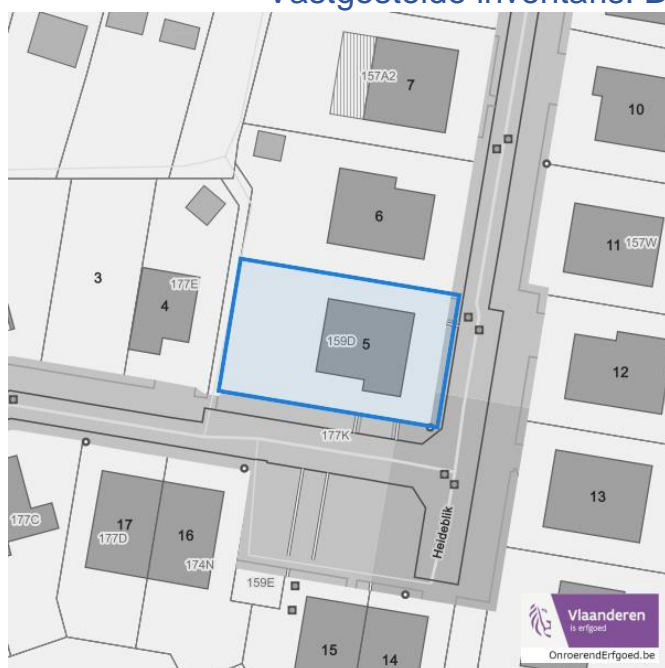 Vastgestelde inventaris:
157A2
7
10
6
11
157W
3
177E
4
159D
5
12
177K
13
Heideblik
177C
17
177D
16
174N
159E
15
14
Vlaanderen
is erfgoed
OnroerendErfgoed.be